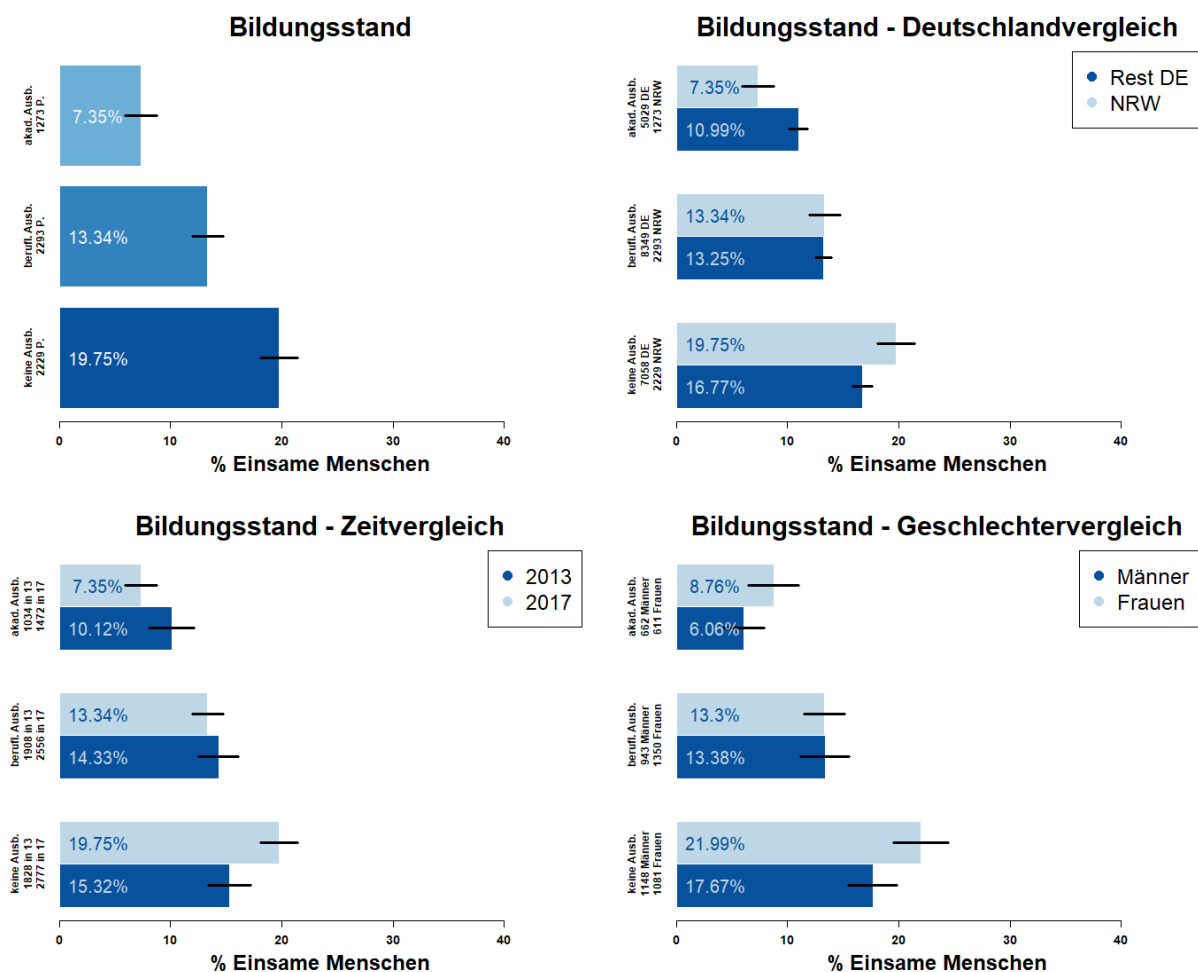 Bildungsstand
akad. Ausb.
1273 P.
7.35%
berufl. Ausb.
2293 P.
13.34%
keine Ausb.
2229 P.
19.75%
0 10 20 30 40
% Einsame Menschen
Bildungsstand - Deutschlandvergleich
Rest DE
NRW
akad. Ausb.
5029 DE
1273 NRW
7.35%
10.99%
berufl. Ausb.
8349 DE
2293 NRW
13.34%
13.25%
keine Ausb.
7058 DE
2229 NRW
19.75%
16.77%
0 10 20 30 40
% Einsame Menschen
Bildungsstand - Zeitvergleich
2013
2017
akad. Ausb.
1034 in 13
1472 in 17
7.35%
10.12%
berufl. Ausb.
1908 in 13
2556 in 17
13.34%
14.33%
keine Ausb.
1828 in 13
2777 in 17
19.75%
15.32%
0 10 20 30 40
% Einsame Menschen
Bildungsstand - Geschlechtervergleich
Männer
Frauen
akad. Ausb.
662 Männer
611 Frauen
8.76%
6.06%
berufl. Ausb.
943 Männer
1350 Frauen
13.3%
13.38%
keine Ausb.
1148 Männer
1081 Frauen
21.99%
17.67%
0 10 20 30 40
% Einsame Menschen